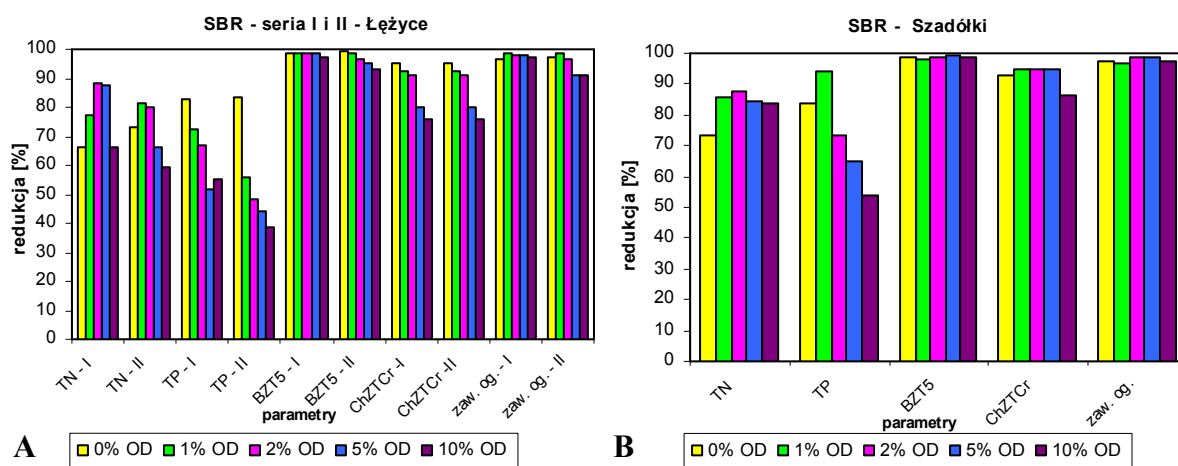 SBR - seria I i II - Łężyce
redukcja [%]
100
90
80
70
60
50
40
30
20
10
0
TN - I
TN - II
TP - I
TP - II
BZT5 - I
BZT5 - II
ChZTCr -I
ChZTCr -II
zaw. og. - I
zaw. og. - II
parametry
A
0% OD 1% OD 2% OD 5% OD 10% OD
SBR - Szadółki
redukcja [%]
100
90
80
70
60
50
40
30
20
10
0
TN
TP
BZT5
ChZTCr
zaw. og.
parametry
B
0% OD 1% OD 2% OD 5% OD 10% OD